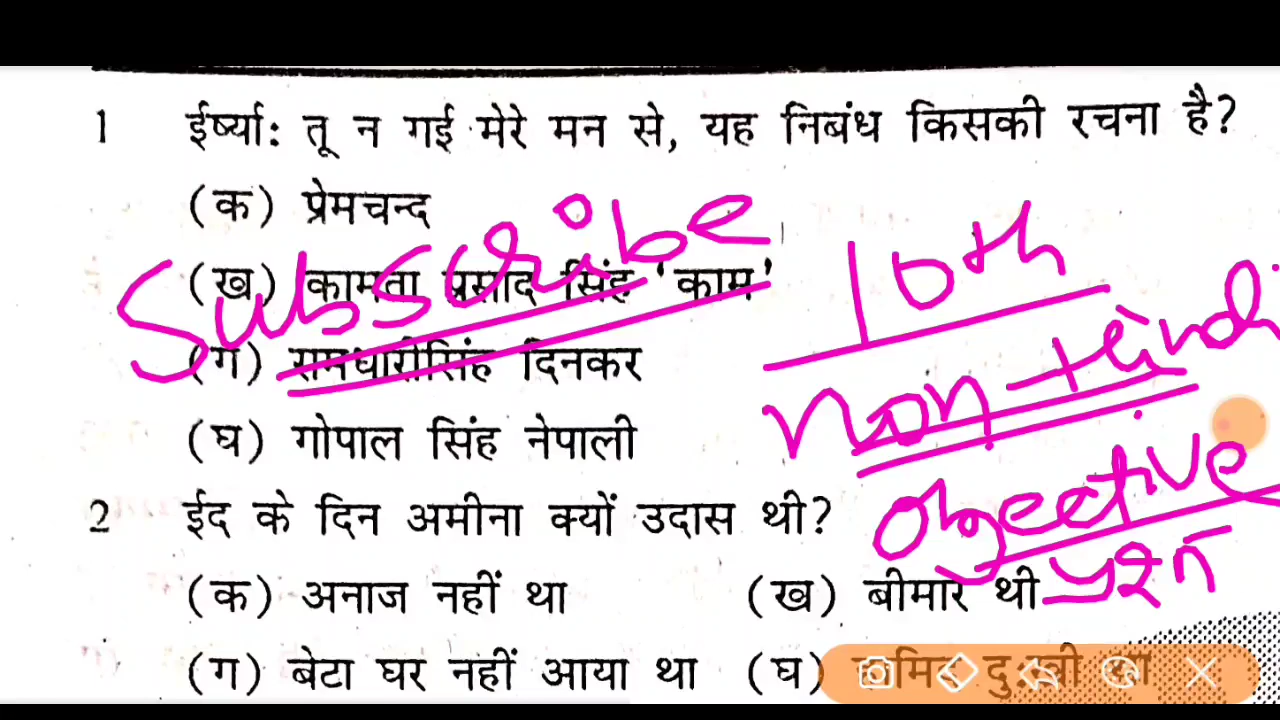 1 ईर्ष्या: तू न गई मेरे मन से, यह निबंध किसकी रचना है?
(क) प्रेमचन्द
Subscribe
(ख) कामता प्रसाद सिंह 'काम'
10th
(ग) रामधारीसिंह दिनकर
non-Hindi
(घ) गोपाल सिंह नेपाली
objective
2 ईद के दिन अमीना क्यों उदास थी?
प्रश्न
(क) अनाज नहीं था (ख) बीमार थी
(ग) बेटा घर नहीं आया था (घ)